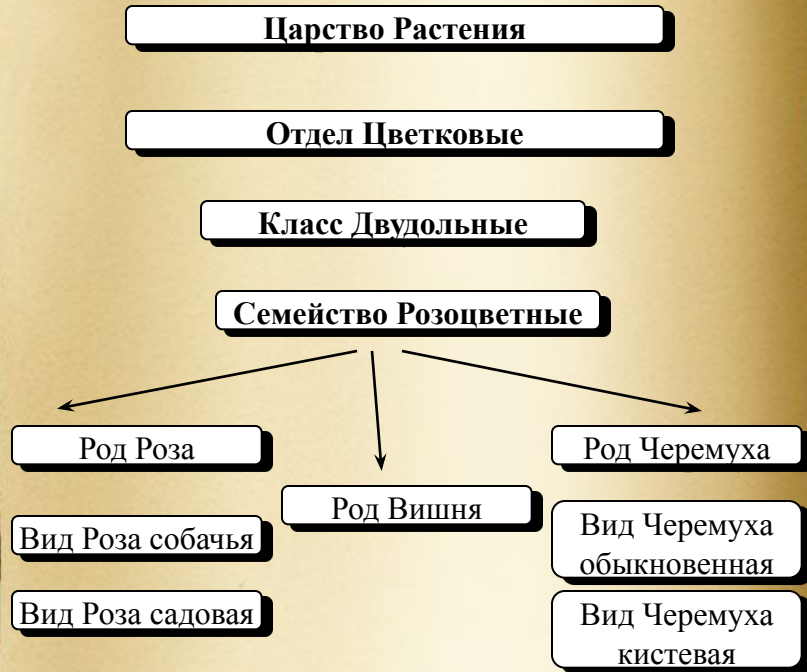 Царство Растения
Отдел Цветковые
Класс Двудольные
Семейство Розоцветные
Род Роза
Вид Роза собачья
Вид Роза садовая
Род Вишня
Род Черемуха
Вид Черемуха
обыкновенная
Вид Черемуха
кистевая